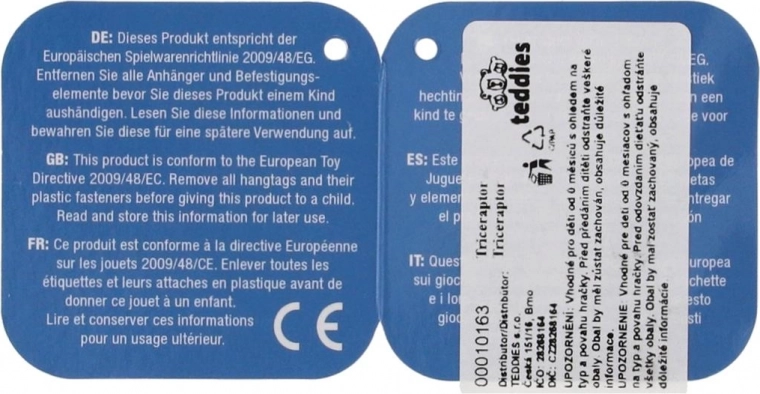 DE: Dieses Produkt entspricht der
Europäischen Spielwarenrichtlinie 2009/48/EG.
Entfernen Sie alle Anhänger und Befestigungs-
elemente bevor Sie dieses Produkt einem Kind
aushändigen. Lesen Sie diese Informationen und
bewahren Sie diese für eine spätere Verwendung auf.
GB: This product is conform to the European Toy
Directive 2009/48/EC. Remove all hangtags and their
plastic fasteners before giving this product to a child.
Read and store this information for later use.
FR: Ce produit est conforme à la directive Européenne
sur les jouets 2009/48/CE. Enlever toutes les
étiquettes et leurs attaches en plastique avant de
donner ce jouet à un enfant.
Lire et conserver ces informations
pour un usage ultérieur.
CE
EG.
hectin
een
kind te
voor
ES: Este
opea de
Jugue
etas
y elemen
ntregar
el p
ón
IT: Ques
uropea
sui gioc
chette
e i lo
esto
gioc
teddies
Triceraptor
Triceraptor
00010163
Distributor/Distributor:
TEDDIES s.r.o.
Česká 151/16, Brno
IČO: 28268164
DIČ: CZ28268164
UPOZORNĚNÍ: Vhodné pro děti od 0 měsíců s ohledem na
typ a povahu hračky. Před předáním dítěti odstraňte veškeré
obaly. Obal by měl zůstat zachován, obsahuje důležité
informace.
UPOZORNENIE: Vhodné pre deti od 0 mesiacov s ohľadom
na typ a povahu hračky. Pred odovzdaním dieťaťu odstráňte
všetky obaly. Obal by mal zostať zachovaný, obsahuje
dôležité informácie